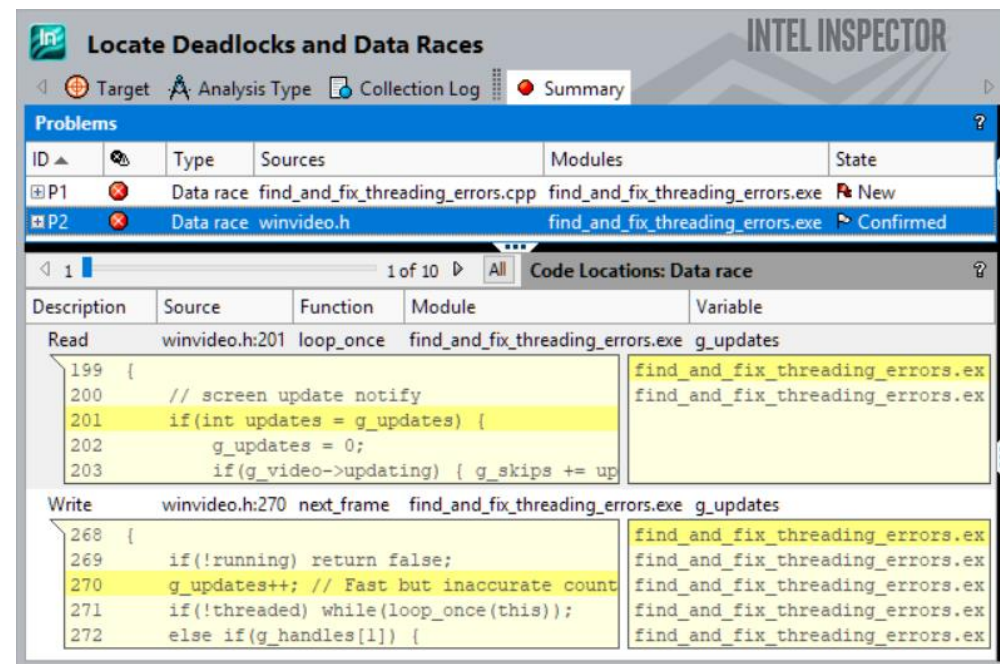 In
Locate Deadlocks and Data Races
INTEL INSPECTOR
Target Analysis Type Collection Log Summary
Problems ?
ID Type Sources Modules State
P1 Data race find_and_fix_threading_errors.cpp find_and_fix_threading_errors.exe New
P2 Data race winvideo.h find_and_fix_threading_errors.exe Confirmed
1 1 of 10 All Code Locations: Data race ?
Description Source Function Module Variable
Read winvideo.h:201 loop_once find_and_fix_threading_errors.exe g_updates
199 { find_and_fix_threading_errors.ex
200 // screen update notify find_and_fix_threading_errors.ex
201 if(int updates = g_updates) {
202 g_updates = 0;
203 if(g_video->updating) { g_skips += up
Write winvideo.h:270 next_frame find_and_fix_threading_errors.exe g_updates
268 { find_and_fix_threading_errors.ex
269 if(!running) return false; find_and_fix_threading_errors.ex
270 g_updates++; // Fast but inaccurate count find_and_fix_threading_errors.ex
271 if(!threaded) while(loop_once(this)); find_and_fix_threading_errors.ex
272 else if(g_handles[1]) { find_and_fix_threading_errors.ex